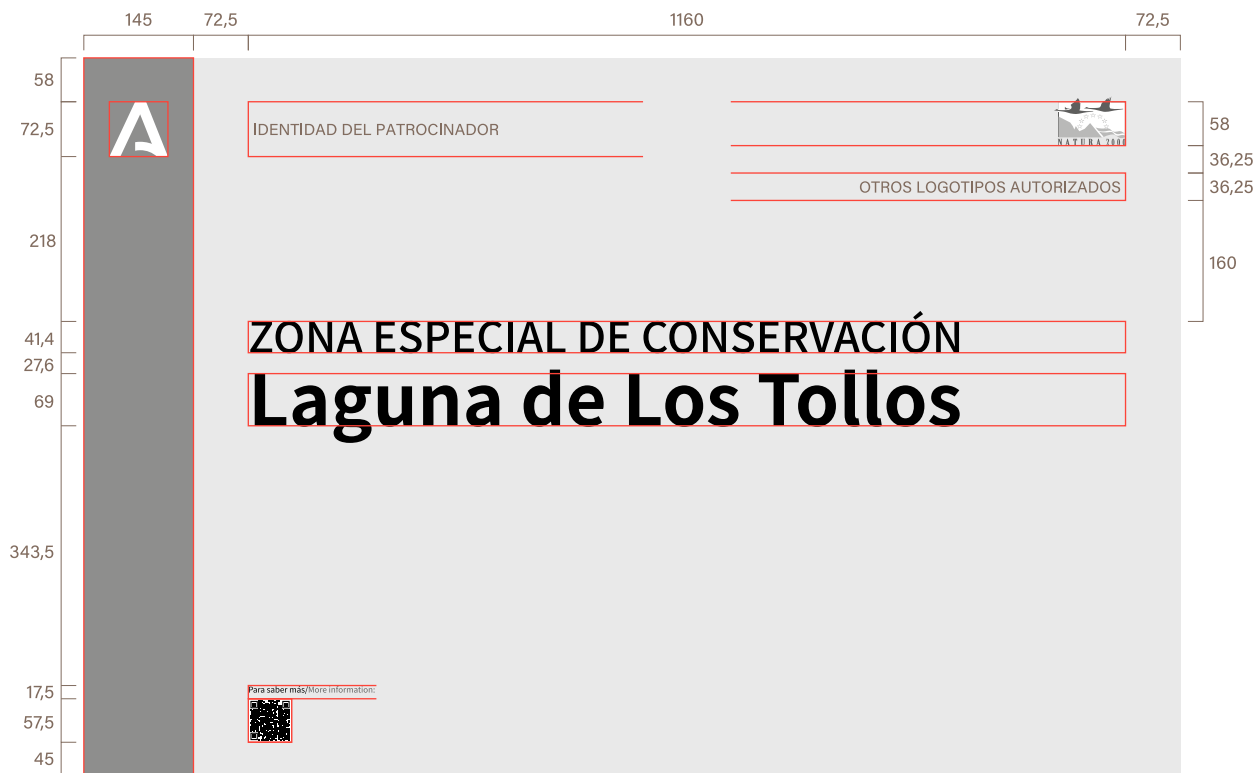 145 72,5 1160 72,5
58
72,5
218
41,4
27,6
69
343,5
17,5
57,5
45
IDENTIDAD DEL PATROCINADOR
NATURA 2000
OTROS LOGOTIPOS AUTORIZADOS
58
36,25
36,25
160
ZONA ESPECIAL DE CONSERVACIÓN
Laguna de Los Tollos
Para saber más/More information: